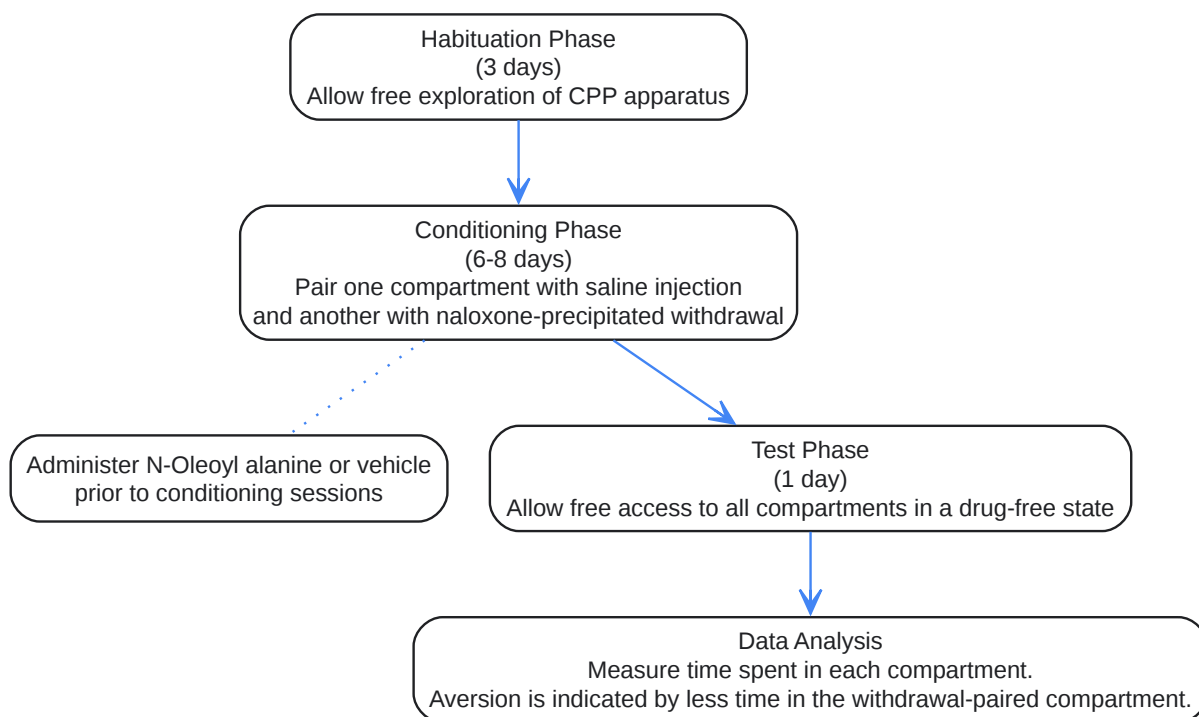 Habituation Phase
(3 days)
Allow free exploration of CPP apparatus
Conditioning Phase
(6-8 days)
Pair one compartment with saline injection
and another with naloxone-precipitated withdrawal
Administer N-Oleoyl alanine or vehicle
prior to conditioning sessions
Test Phase
(1 day)
Allow free access to all compartments in a drug-free state
Data Analysis
Measure time spent in each compartment.
Aversion is indicated by less time in the withdrawal-paired compartment.